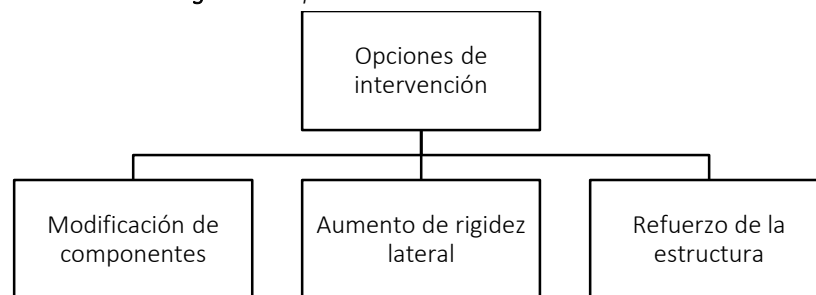 Opciones de
intervención
Modificación de
componentes
Aumento de rigidez
lateral
Refuerzo de la
estructura